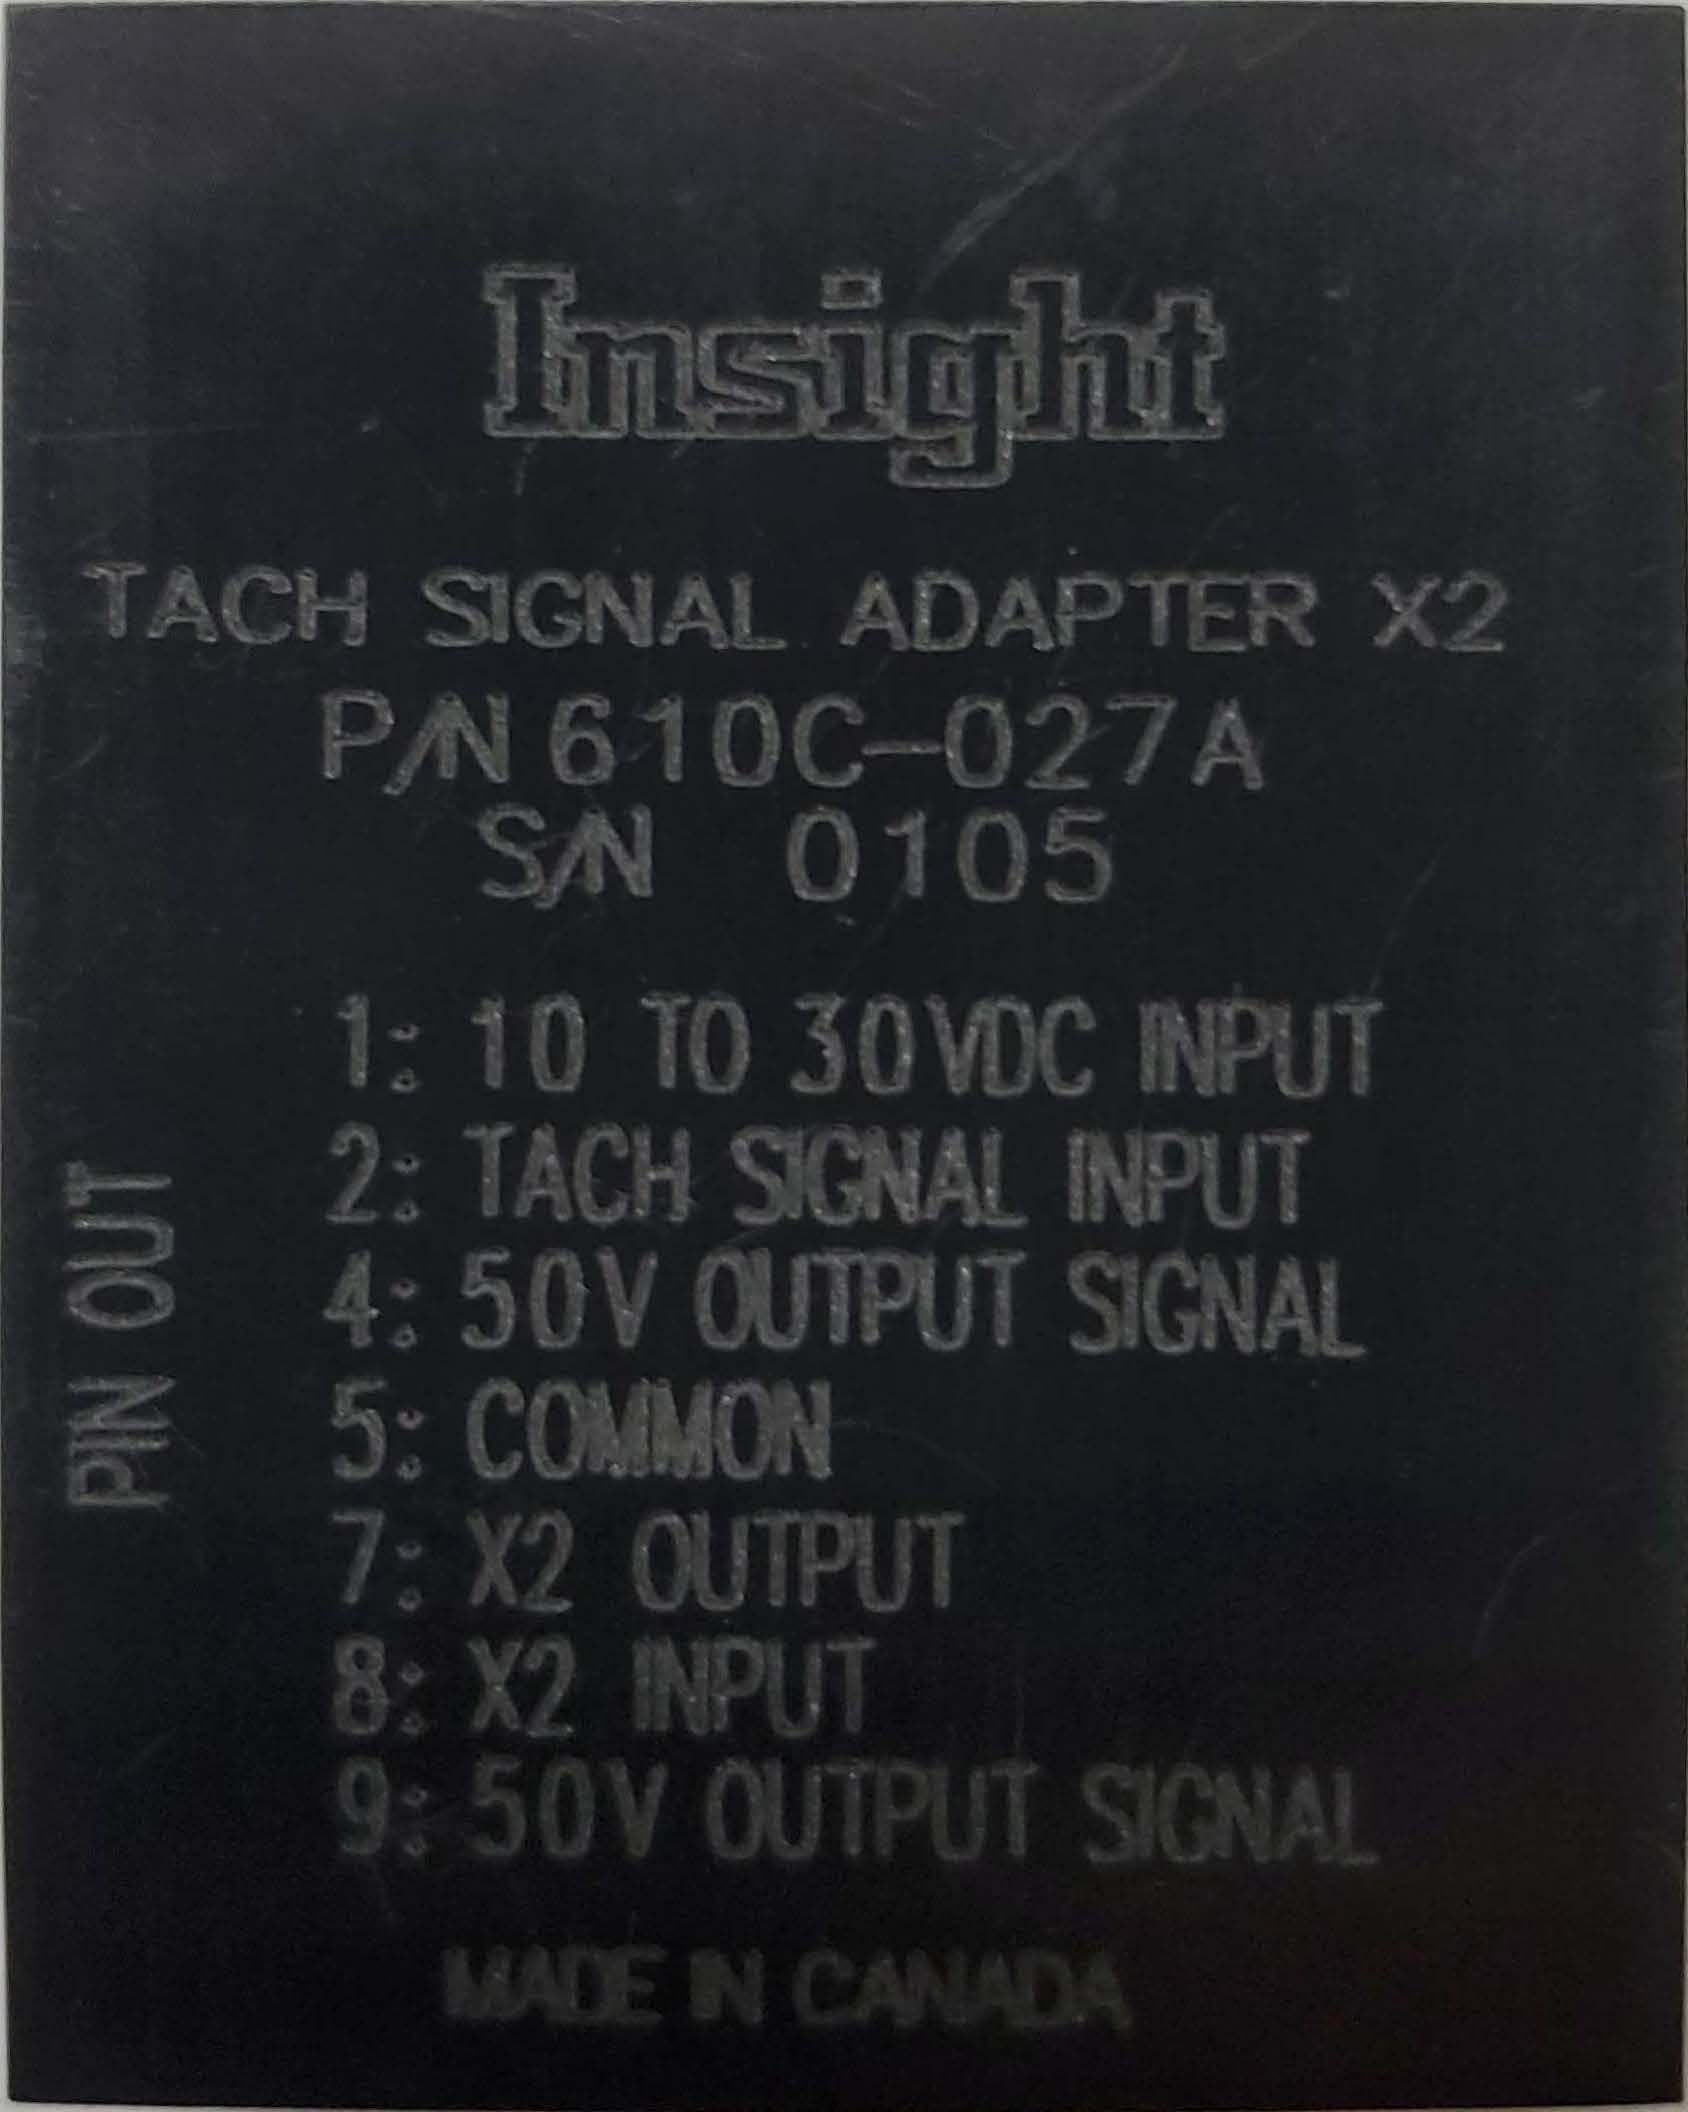 Insight
TACH SIGNAL ADAPTER X2
P/N 610C-027A
S/N 0105
PIN OUT
1: 10 TO 30VDC INPUT
2: TACH SIGNAL INPUT
4: 50V OUTPUT SIGNAL
5: COMMON
7: X2 OUTPUT
8: X2 INPUT
9: 50V OUTPUT SIGNAL
MADE IN CANADA